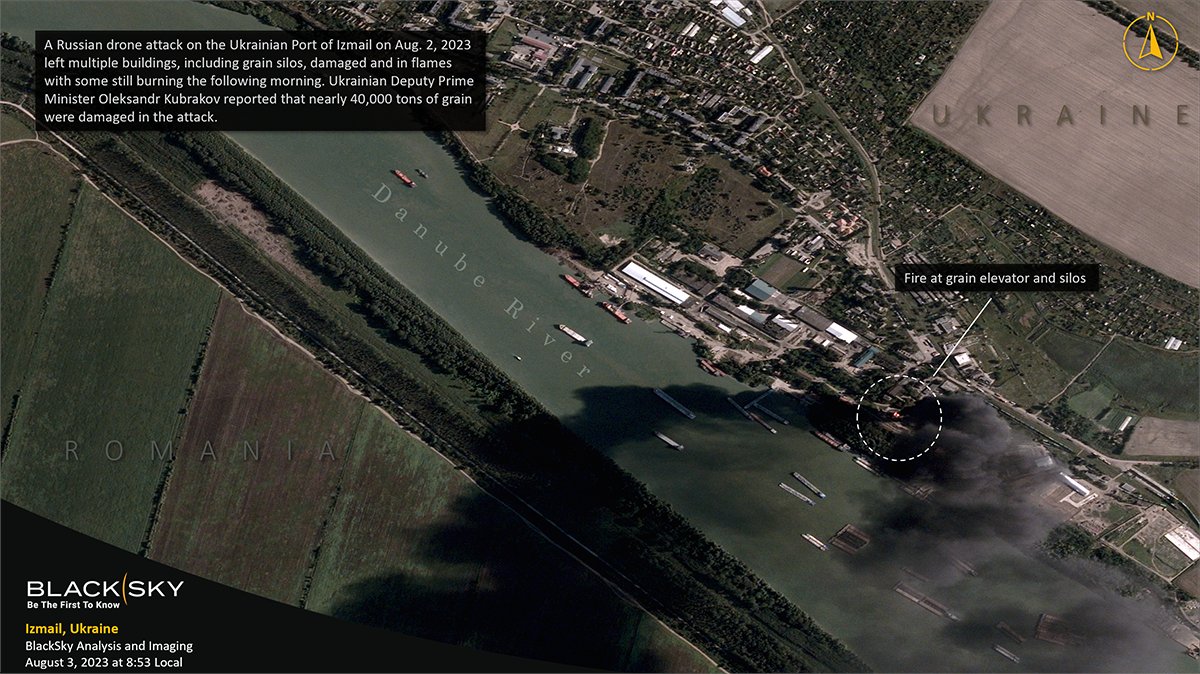 A Russian drone attack on the Ukrainian Port of Izmail on Aug. 2, 2023
left multiple buildings, including grain silos, damaged and in flames
with some still burning the following morning. Ukrainian Deputy Prime
Minister Oleksandr Kubrakov reported that nearly 40,000 tons of grain
were damaged in the attack.
N
UKRAINE
Danube River
Fire at grain elevator and silos
ROMANIA
BLACKSKY
Be The First To Know
Izmail, Ukraine
BlackSky Analysis and Imaging
August 3, 2023 at 8:53 Local